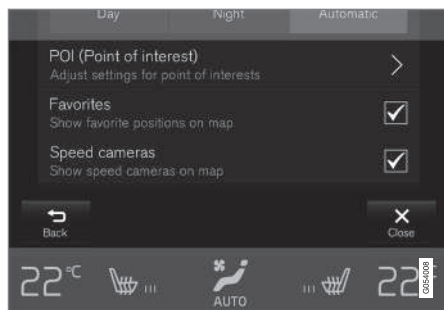 Day Night Automatic
POI (Point of interest)
Adjust settings for point of interests
Favorites
Show favorite positions on map
Speed cameras
Show speed cameras on map
Back Close
22°C AUTO 22
G054008